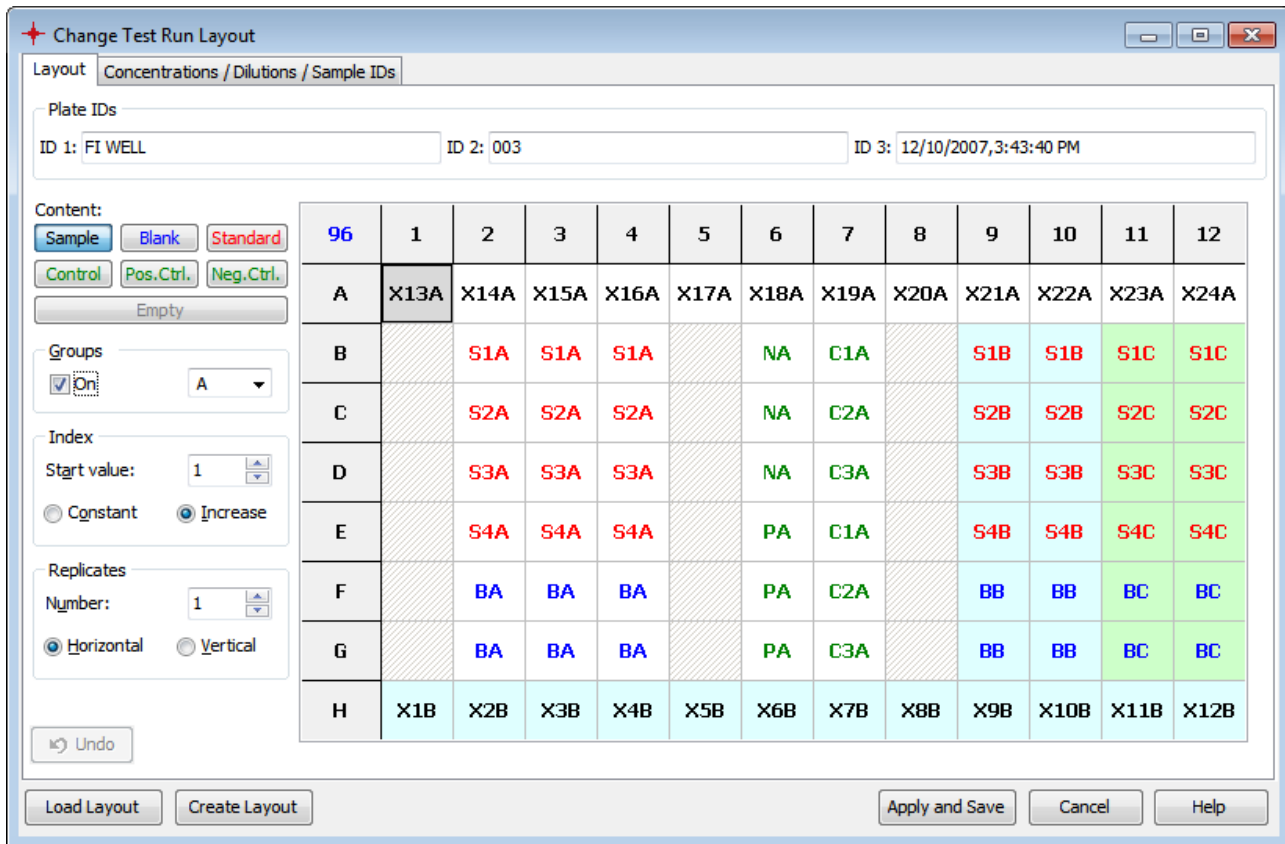 Change Test Run Layout
Layout Concentrations / Dilutions / Sample IDs
Plate IDs
ID 1: FI WELL ID 2: 003 ID 3: 12/10/2007,3:43:40 PM
Content:
Sample Blank Standard
Control Pos.Ctrl. Neg.Ctrl.
Empty
Groups
On A
Index
Start value: 1
Constant Increase
Replicates
Number: 1
Horizontal Vertical
Undo
96 1 2 3 4 5 6 7 8 9 10 11 12
A X13A X14A X15A X16A X17A X18A X19A X20A X21A X22A X23A X24A
B S1A S1A S1A NA C1A S1B S1B S1C S1C
C S2A S2A S2A NA C2A S2B S2B S2C S2C
D S3A S3A S3A NA C3A S3B S3B S3C S3C
E S4A S4A S4A PA C1A S4B S4B S4C S4C
F BA BA BA PA C2A BB BB BC BC
G BA BA BA PA C3A BB BB BC BC
H X1B X2B X3B X4B X5B X6B X7B X8B X9B X10B X11B X12B
Load Layout Create Layout Apply and Save Cancel Help